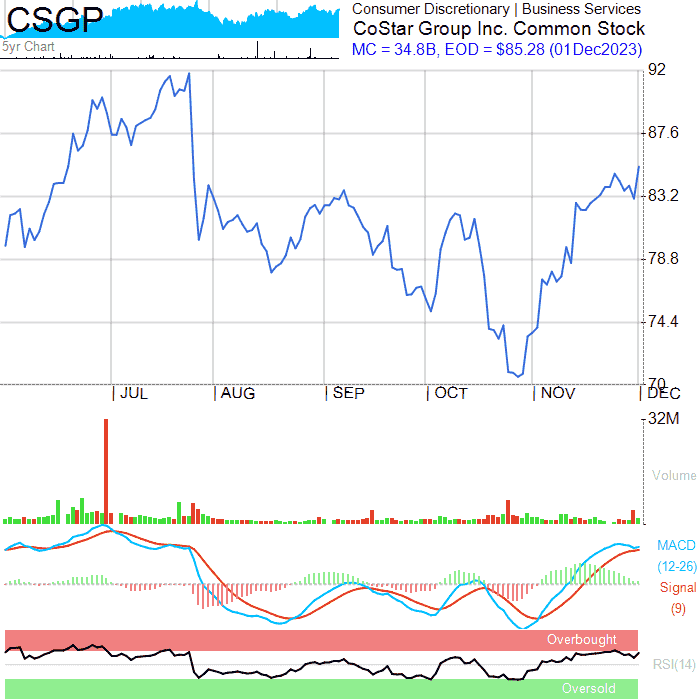 CSGP
5yr Chart
Consumer Discretionary | Business Services
CoStar Group Inc. Common Stock
MC = 34.8B, EOD = $85.28 (01Dec2023)
92
87.6
83.2
78.8
74.4
70
| JUL | AUG | SEP | OCT | NOV | DEC
32M
Volume
MACD
(12-26)
Signal
(9)
Overbought
RSI(14)
Oversold